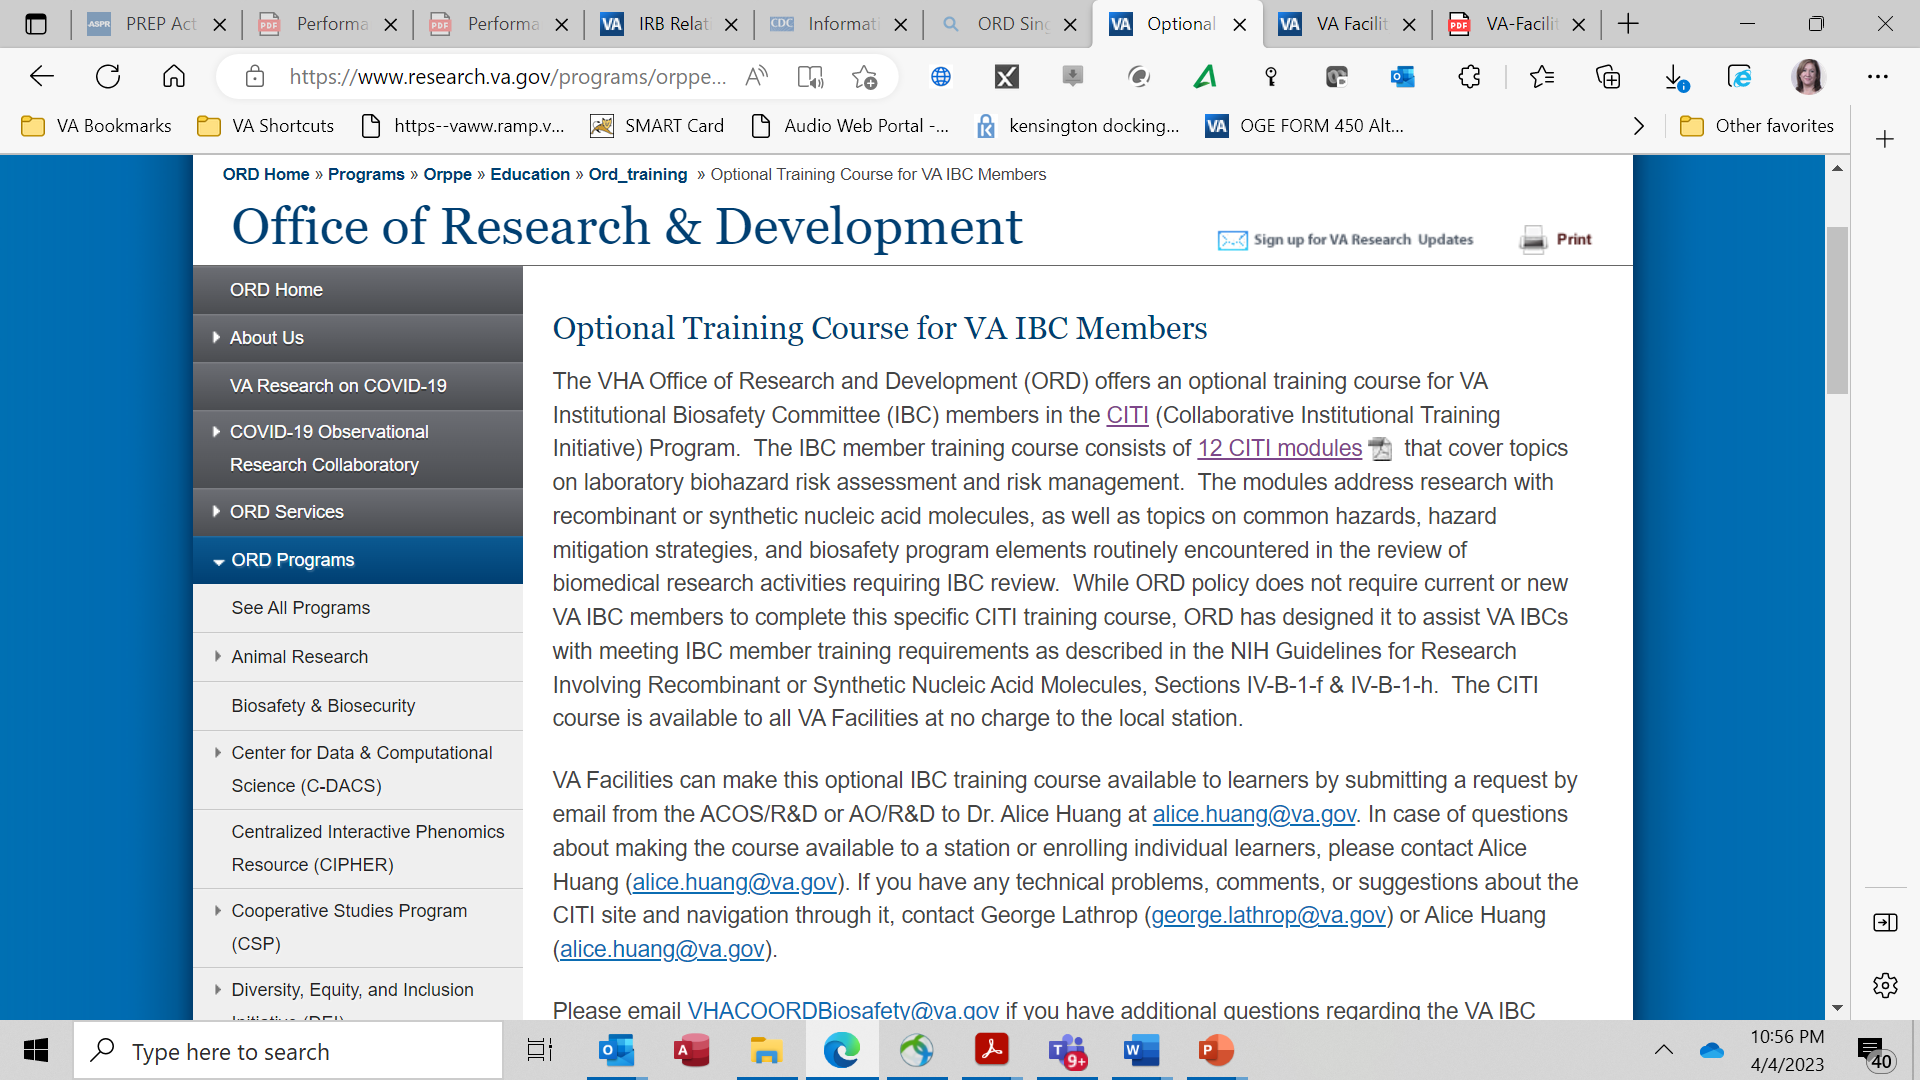 PREP Act
Performa
Performa
IRB Relati
Informati
ORD Sing
Optional
VA Facilit
VA-Facilit
https://www.research.va.gov/programs/orppe...
VA Bookmarks
VA Shortcuts
https--vaww.ramp.v...
SMART Card
Audio Web Portal -...
kensington docking...
OGE FORM 450 Alt...
Other favorites
ORD Home » Programs » Orppe » Education » Ord_training » Optional Training Course for VA IBC Members
Office of Research & Development
Sign up for VA Research Updates
Print
ORD Home
About Us
VA Research on COVID-19
COVID-19 Observational
Research Collaboratory
ORD Services
ORD Programs
See All Programs
Animal Research
Biosafety & Biosecurity
Center for Data & Computational
Science (C-DACS)
Centralized Interactive Phenomics
Resource (CIPHER)
Cooperative Studies Program
(CSP)
Diversity, Equity, and Inclusion
Initiative (DEI)
Optional Training Course for VA IBC Members
The VHA Office of Research and Development (ORD) offers an optional training course for VA
Institutional Biosafety Committee (IBC) members in the CITI (Collaborative Institutional Training
Initiative) Program. The IBC member training course consists of 12 CITI modules that cover topics
on laboratory biohazard risk assessment and risk management. The modules address research with
recombinant or synthetic nucleic acid molecules, as well as topics on common hazards, hazard
mitigation strategies, and biosafety program elements routinely encountered in the review of
biomedical research activities requiring IBC review. While ORD policy does not require current or new
VA IBC members to complete this specific CITI training course, ORD has designed it to assist VA IBCs
with meeting IBC member training requirements as described in the NIH Guidelines for Research
Involving Recombinant or Synthetic Nucleic Acid Molecules, Sections IV-B-1-f & IV-B-1-h. The CITI
course is available to all VA Facilities at no charge to the local station.
VA Facilities can make this optional IBC training course available to learners by submitting a request by
email from the ACOS/R&D or AO/R&D to Dr. Alice Huang at alice.huang@va.gov. In case of questions
about making the course available to a station or enrolling individual learners, please contact Alice
Huang (alice.huang@va.gov). If you have any technical problems, comments, or suggestions about the
CITI site and navigation through it, contact George Lathrop (george.lathrop@va.gov) or Alice Huang
(alice.huang@va.gov).
Please email VHACOORDBiosafety@va.gov if you have additional questions regarding the VA IBC
Type here to search
9+
10:56 PM
4/4/2023
40